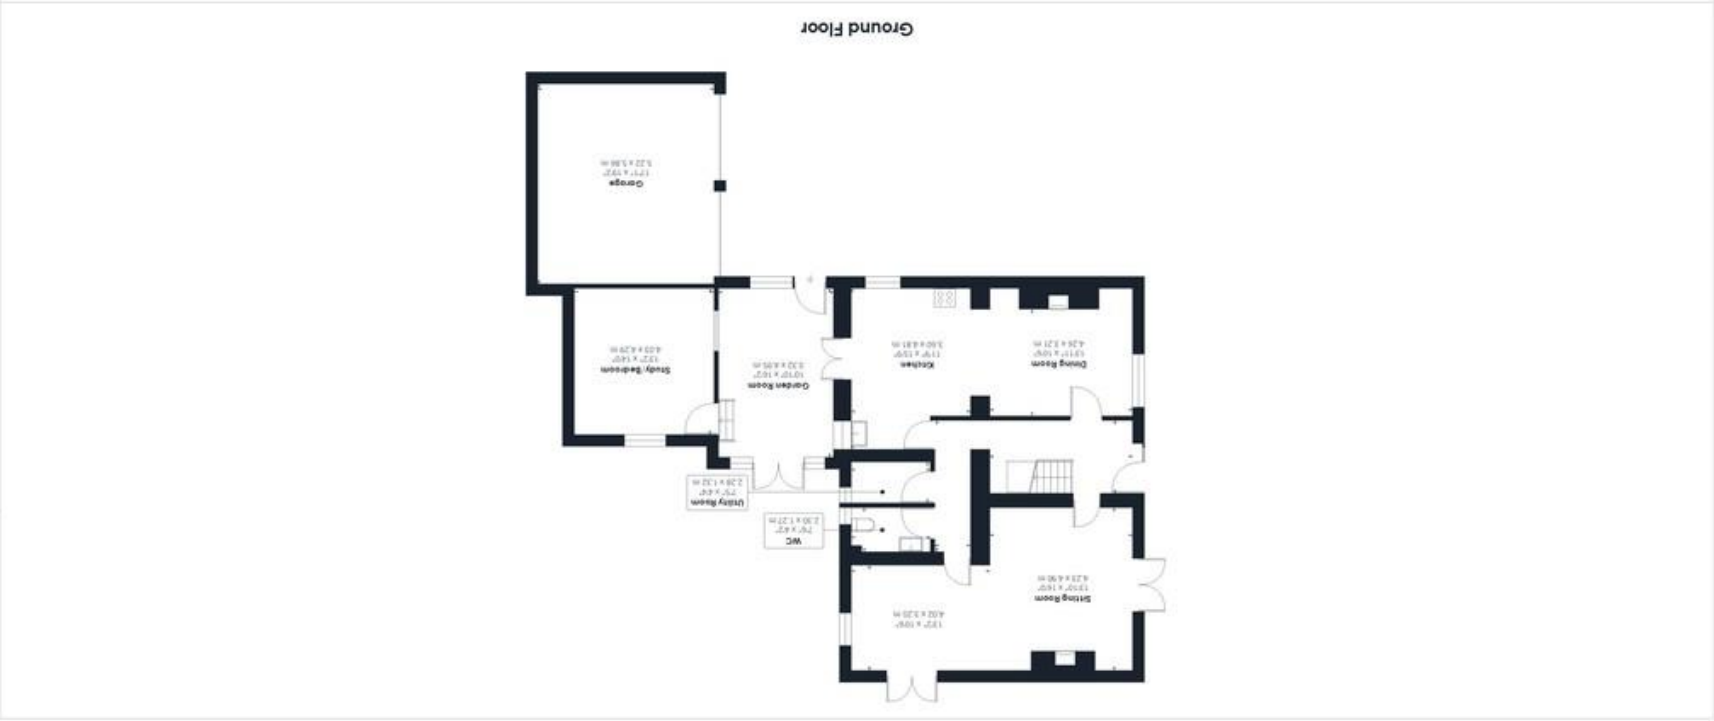 Sitting Room
13'10" x 16'0"
4.23 x 4.90 m
13'2" x 10'6"
4.02 x 3.20 m
WC
7'6" x 4'2"
2.30 x 1.27 m
Utility Room
7'5" x 4'4"
2.28 x 1.32 m
Dining Room
13'11" x 10'6"
4.26 x 3.21 m
Kitchen
11'9" x 15'9"
3.60 x 4.81 m
Garden Room
10'10" x 16'2"
3.32 x 4.95 m
Study/Bedroom
13'2" x 14'0"
4.03 x 4.29 m
Garage
17'1" x 19'2"
5.22 x 5.86 m
Ground Floor